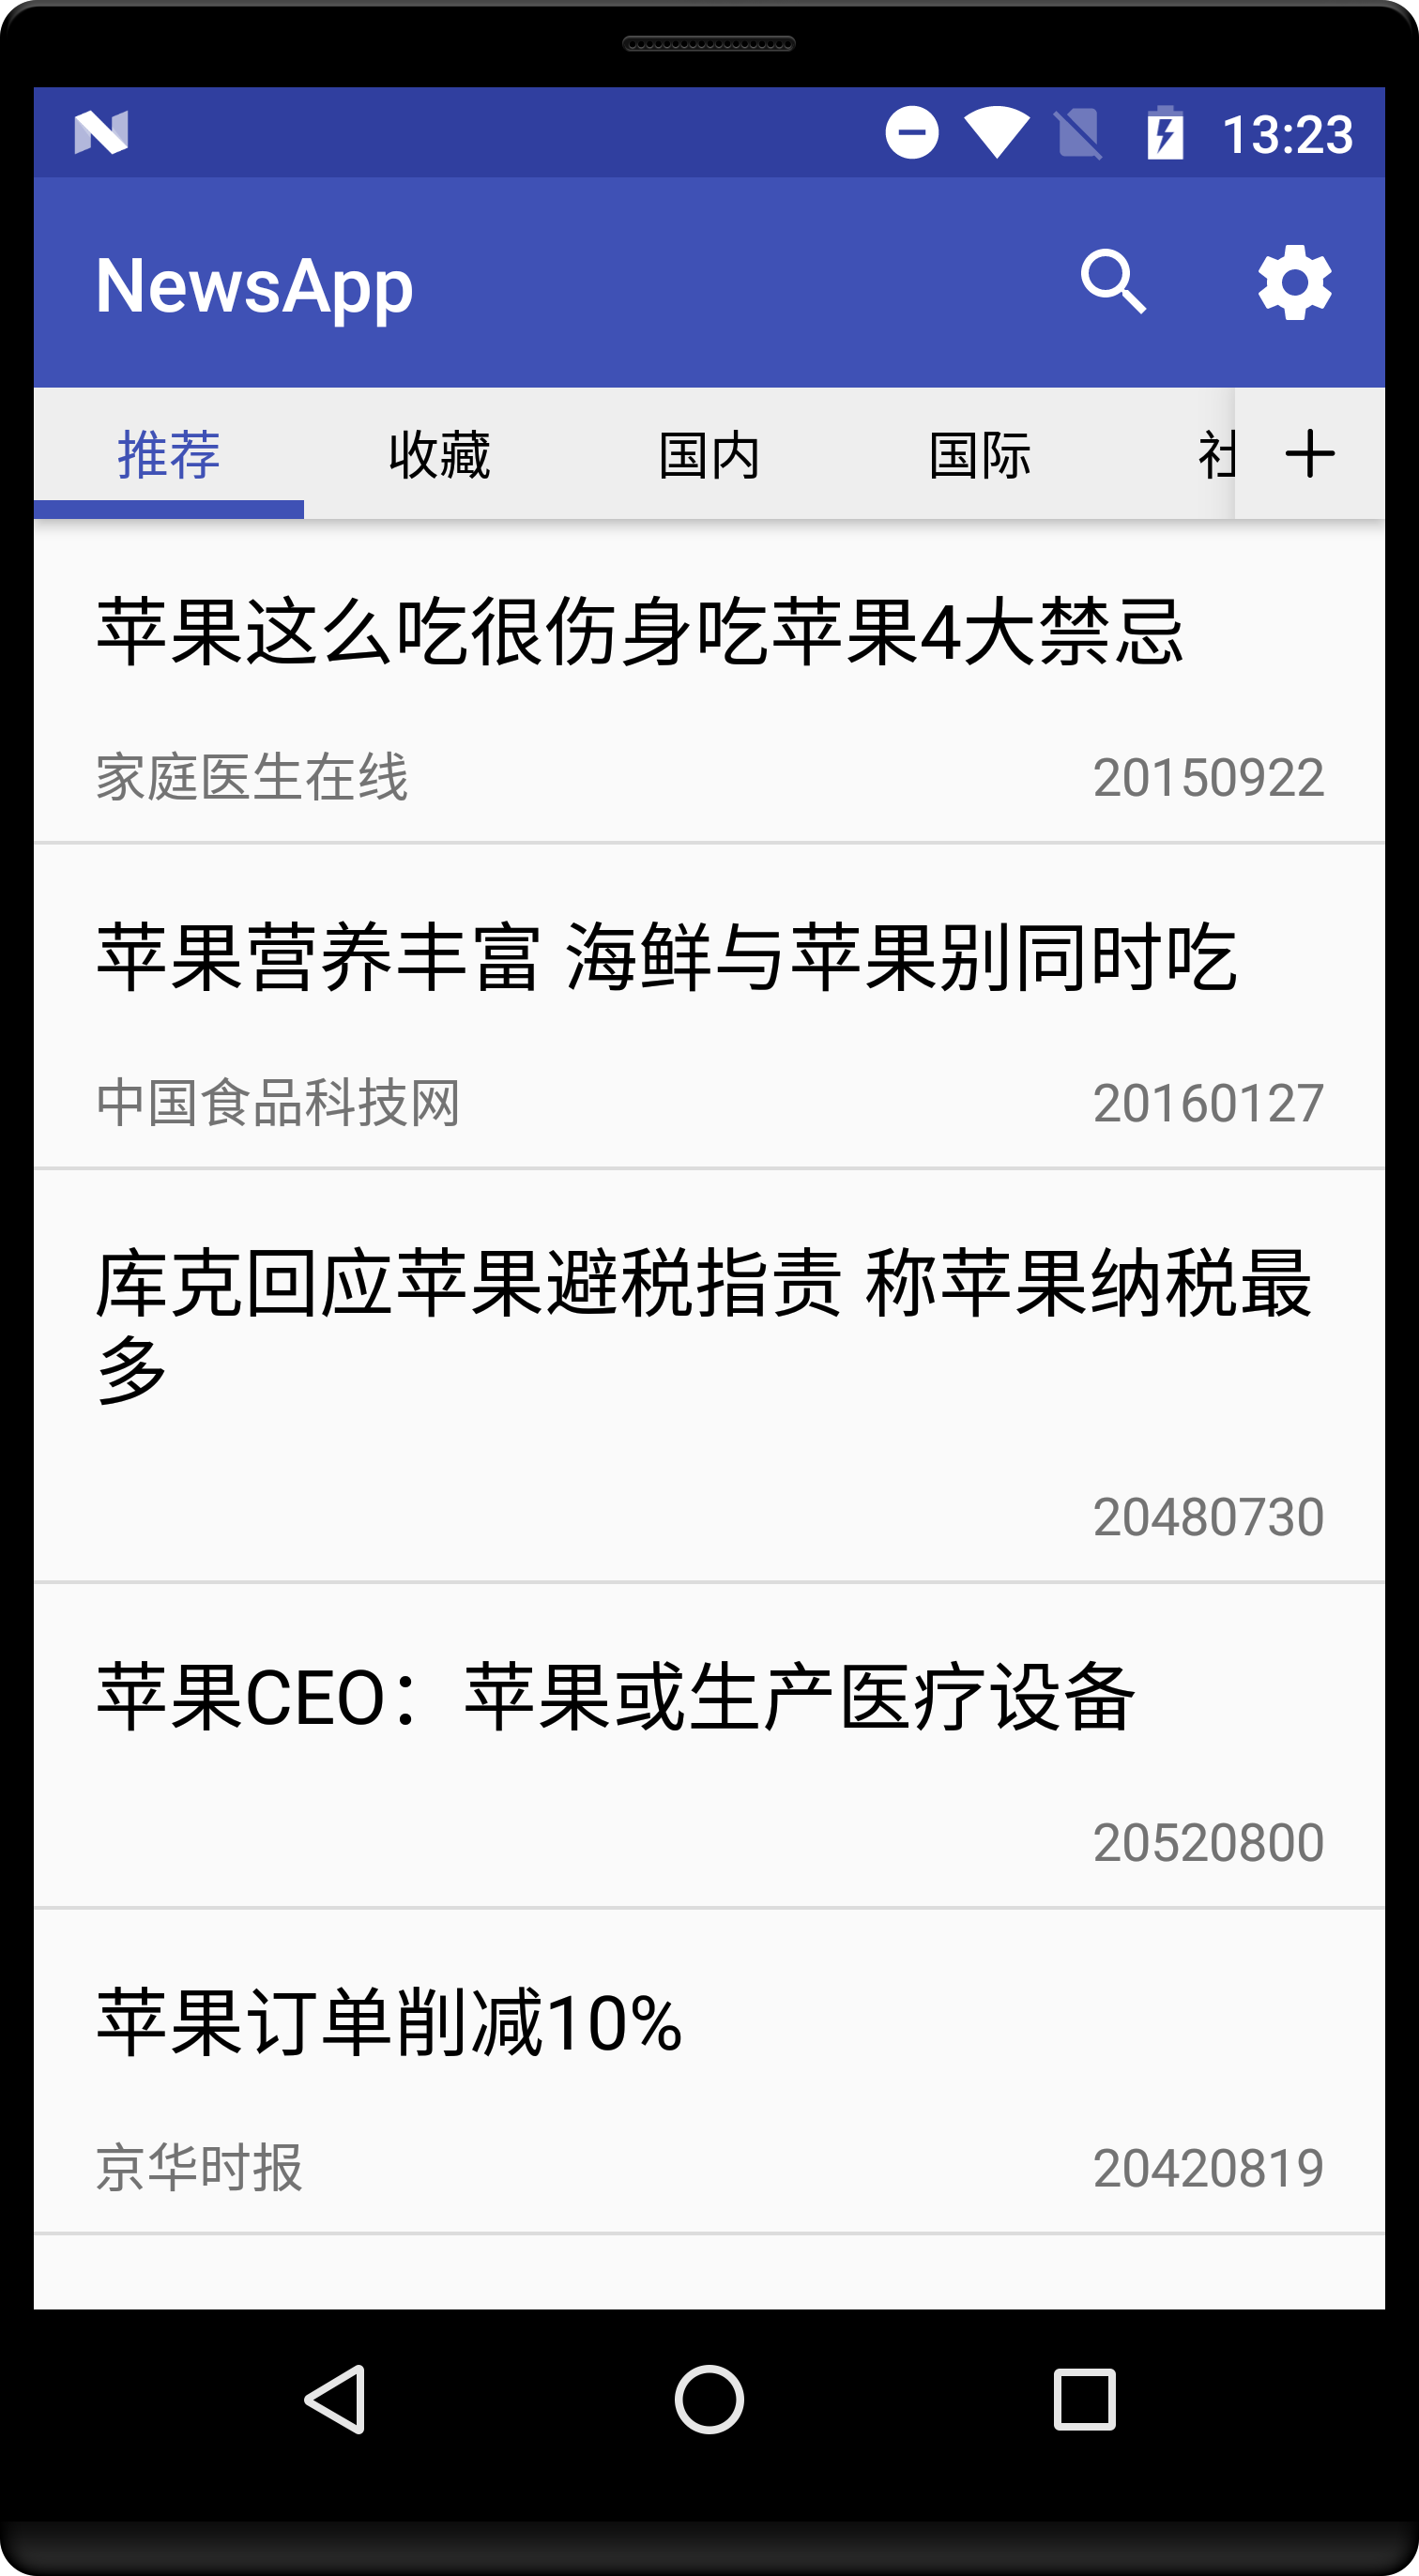 13:23
NewsApp
推荐 收藏 国内 国际
苹果这么吃很伤身吃苹果4大禁忌
家庭医生在线 20150922
苹果营养丰富 海鲜与苹果别同时吃
中国食品科技网 20160127
库克回应苹果避税指责 称苹果纳税最
多
20480730
苹果CEO：苹果或生产医疗设备
20520800
苹果订单削减10%
京华时报 20420819